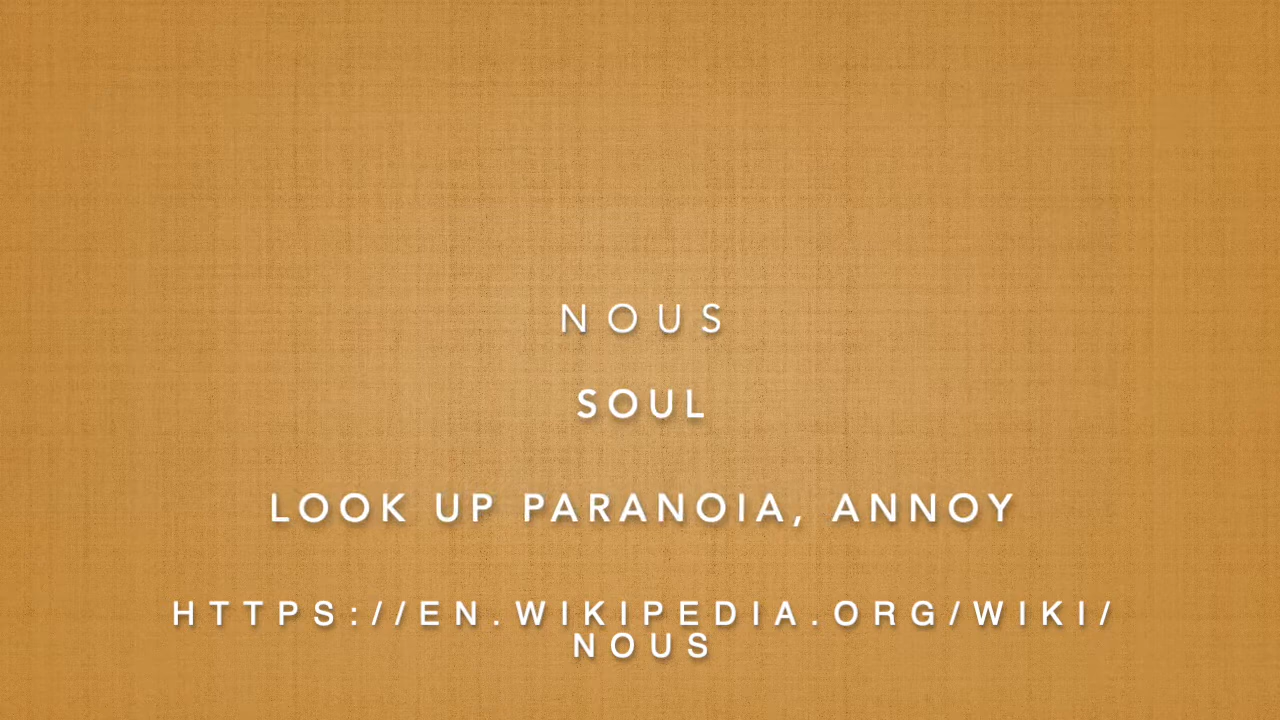 NOUS
SOUL
LOOK UP PARANOIA, ANNOY
HTTPS://EN.WIKIPEDIA.ORG/WIKI/
NOUS